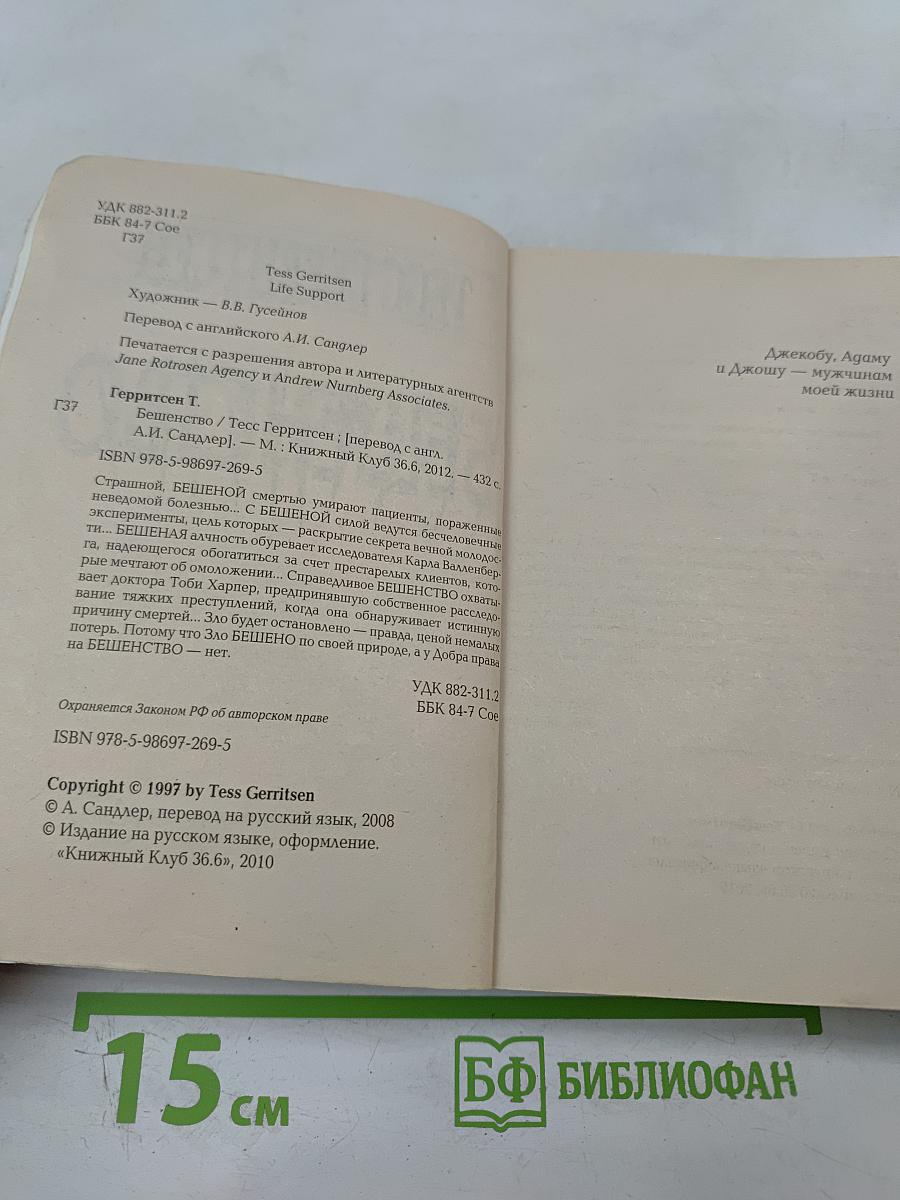 УДК 882-311.2
ББК 84-7 Сое
Г37
Tess Gerritsen
Life Support
Художник — В.В. Гусейнов
Перевод с английского А.И. Сандлер
Печатается с разрешения автора и литературных агентств
Jane Rotrosen Agency и Andrew Nurnberg Associates.
Герритсен Т.
Г37 Бешенство / Тесс Герритсен ; [перевод с англ.
А.И. Сандлер]. — М. : Книжный Клуб 36.6, 2012. — 432 с.
ISBN 978-5-98697-269-5
Страшной, БЕШЕНОЙ смертью умирают пациенты, пораженные
неведомой болезнью... С БЕШЕНОЙ силой ведутся бесчеловечные
эксперименты, цель которых — раскрытие секрета вечной молодос-
ти... БЕШЕНАЯ алчность обуревает исследователя Карла Валленбер-
га, надеющегося обогатиться за счет престарелых клиентов, кото-
рые мечтают об омоложении... Справедливое БЕШЕНСТВО охваты-
вает доктора Тоби Харпер, предпринявшую собственное расследо-
вание тяжких преступлений, когда она обнаруживает истинную
причину смертей... Зло будет остановлено — правда, ценой немалых
потерь. Потому что Зло БЕШЕНО по своей природе, а у Добра права
на БЕШЕНСТВО — нет.
УДК 882-311.2
ББК 84-7 Сое
Охраняется Законом РФ об авторском праве
ISBN 978-5-98697-269-5
Copyright © 1997 by Tess Gerritsen
© А. Сандлер, перевод на русский язык, 2008
© Издание на русском языке, оформление.
«Книжный Клуб 36.6», 2010
Джекобу, Адаму
и Джошу — мужчинам
моей жизни
15 см
БФ БИБЛИОФАН